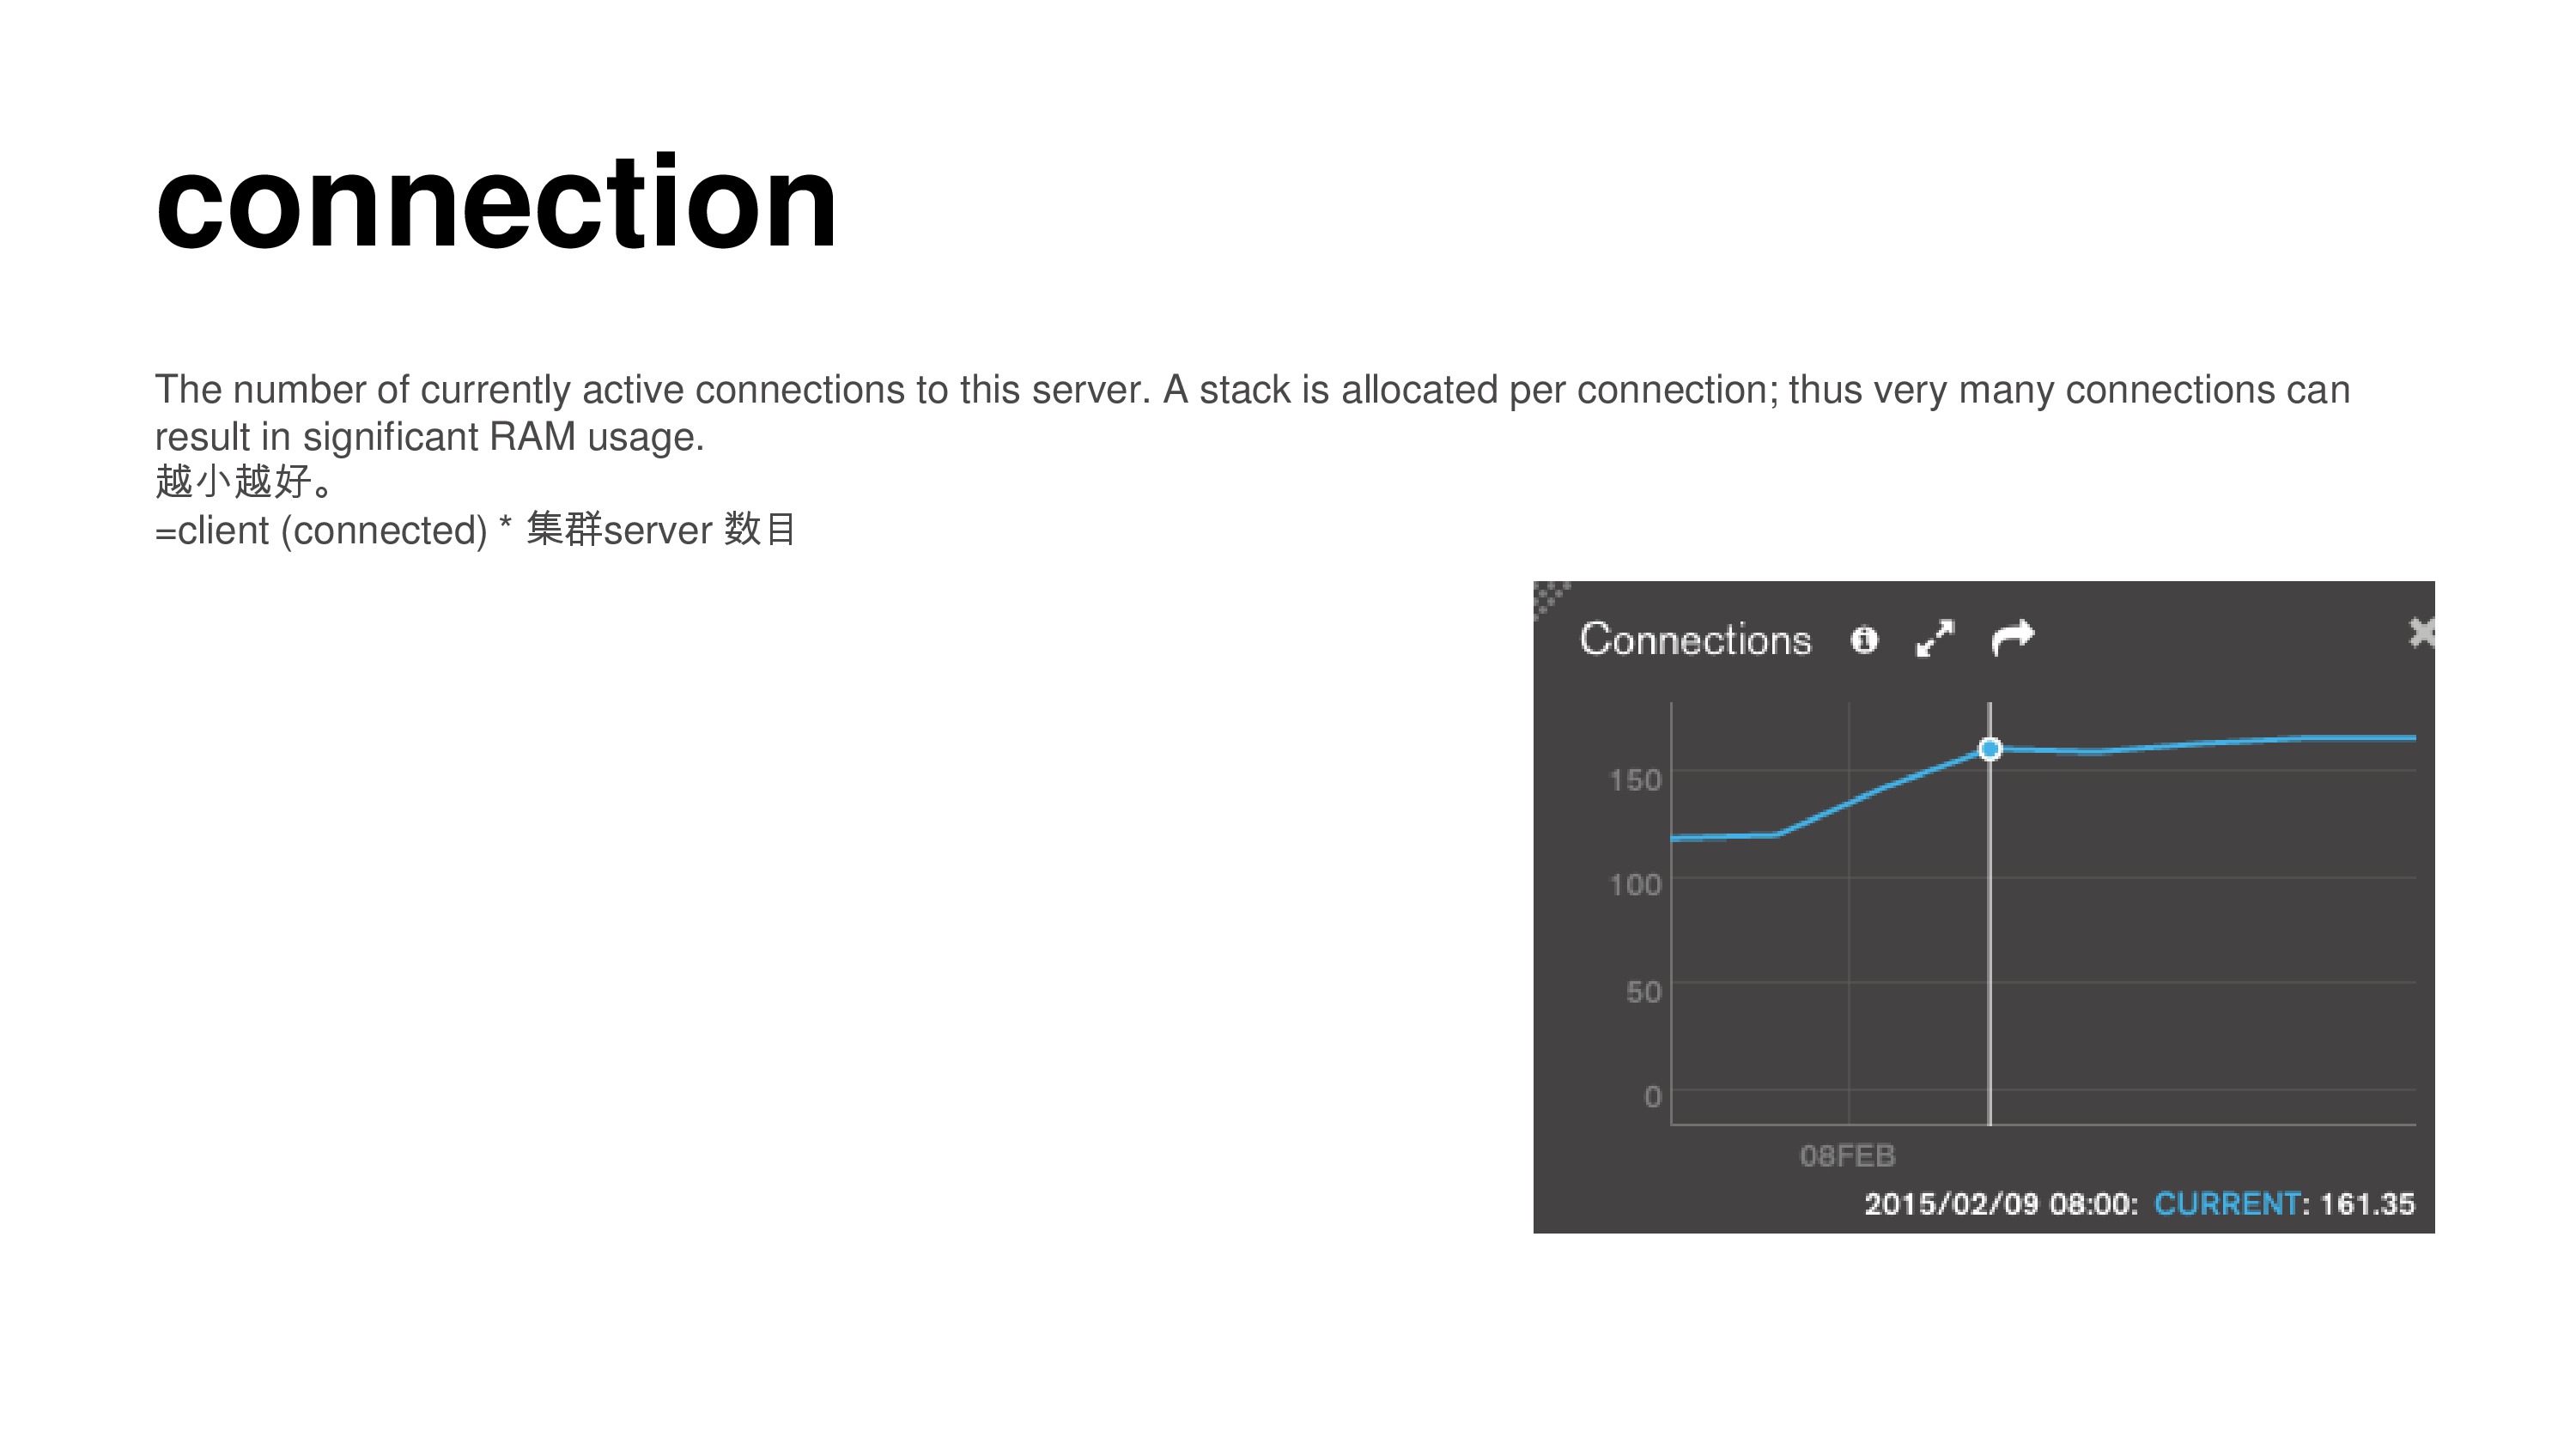 connection
The number of currently active connections to this server. A stack is allocated per connection; thus very many connections can
result in significant RAM usage.
越小越好。
=client (connected) * 集群server 数目
Connections
150
100
50
0
08FEB
2015/02/09 08:00: CURRENT: 161.35